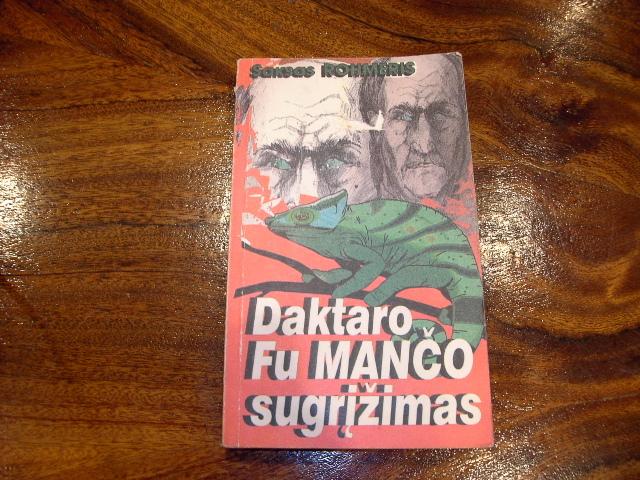 Saksas ROHMERIS
Daktaro
Fu MANČO
sugrįžimas